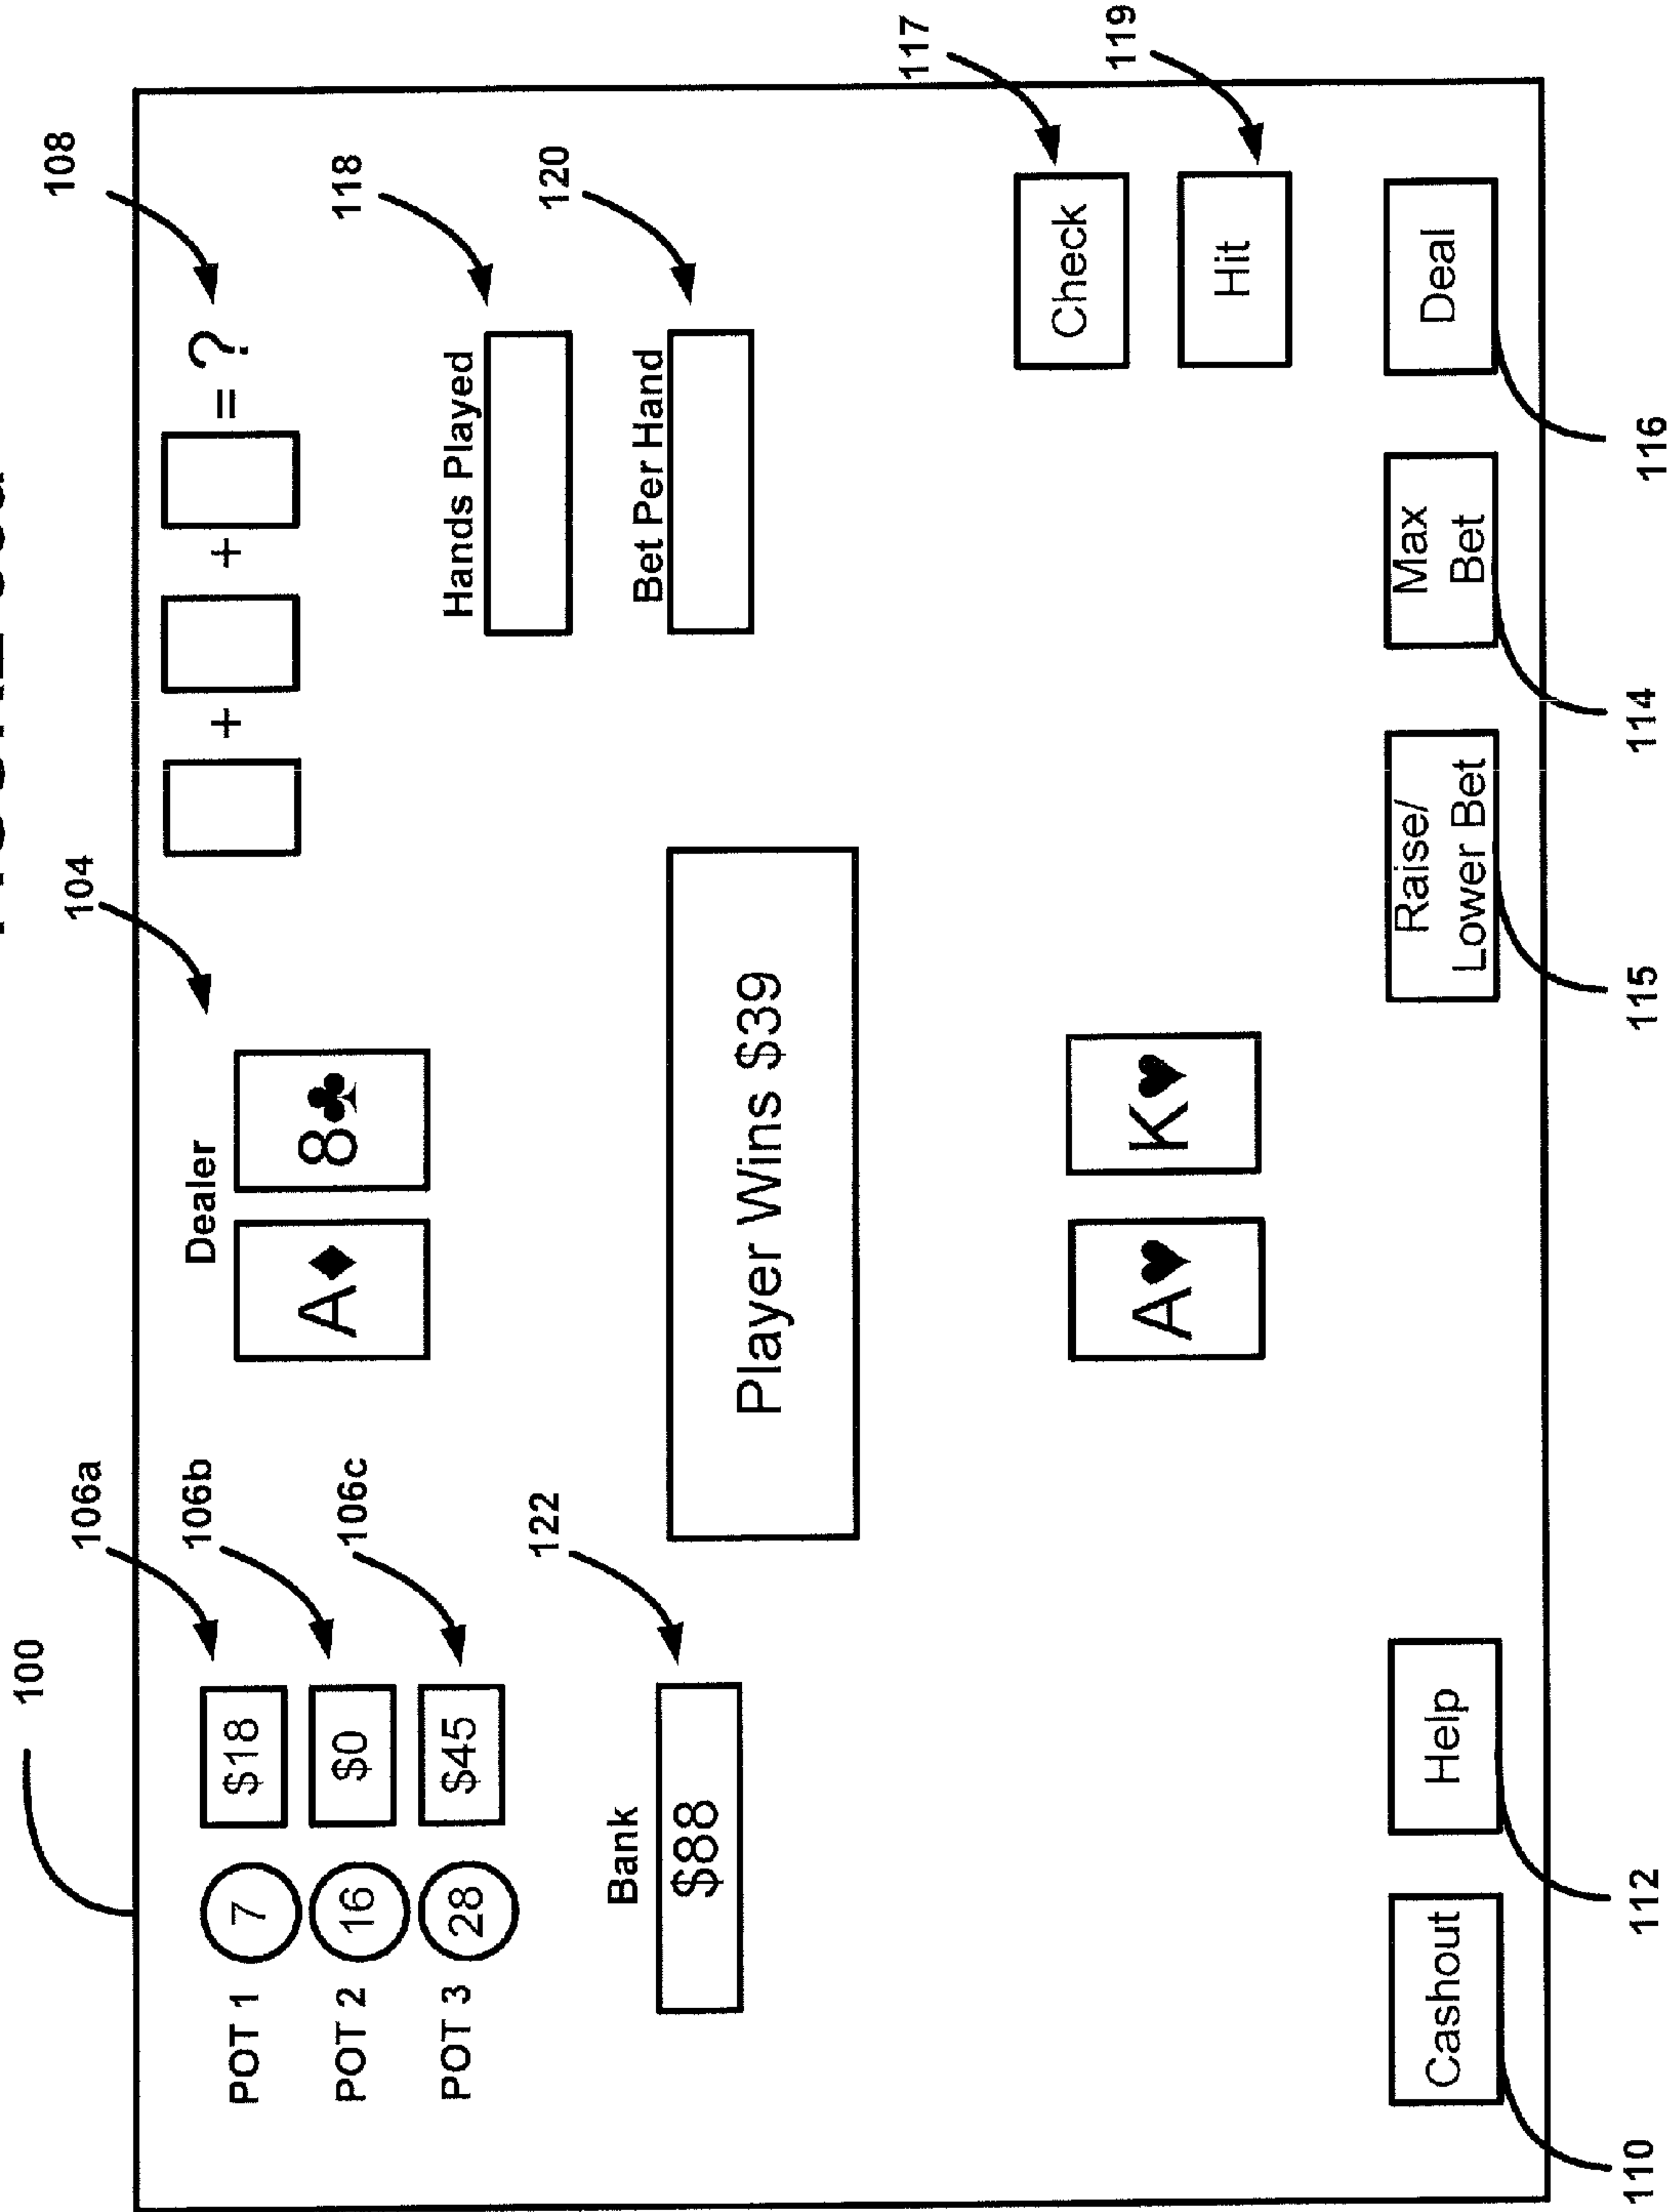 100
106a
106b
106c
104
108
POT 1 7 $18
POT 2 16 $0
POT 3 28 $45
Dealer
A♦ 8♣
+ + = ?
Hands Played
118
Bank
$88
122
Bet Per Hand
120
Player Wins $39
A♥ K♥
Check
117
Hit
119
Cashout
Help
Raise/
Lower Bet
Max
Bet
Deal
110
112
115
114
116